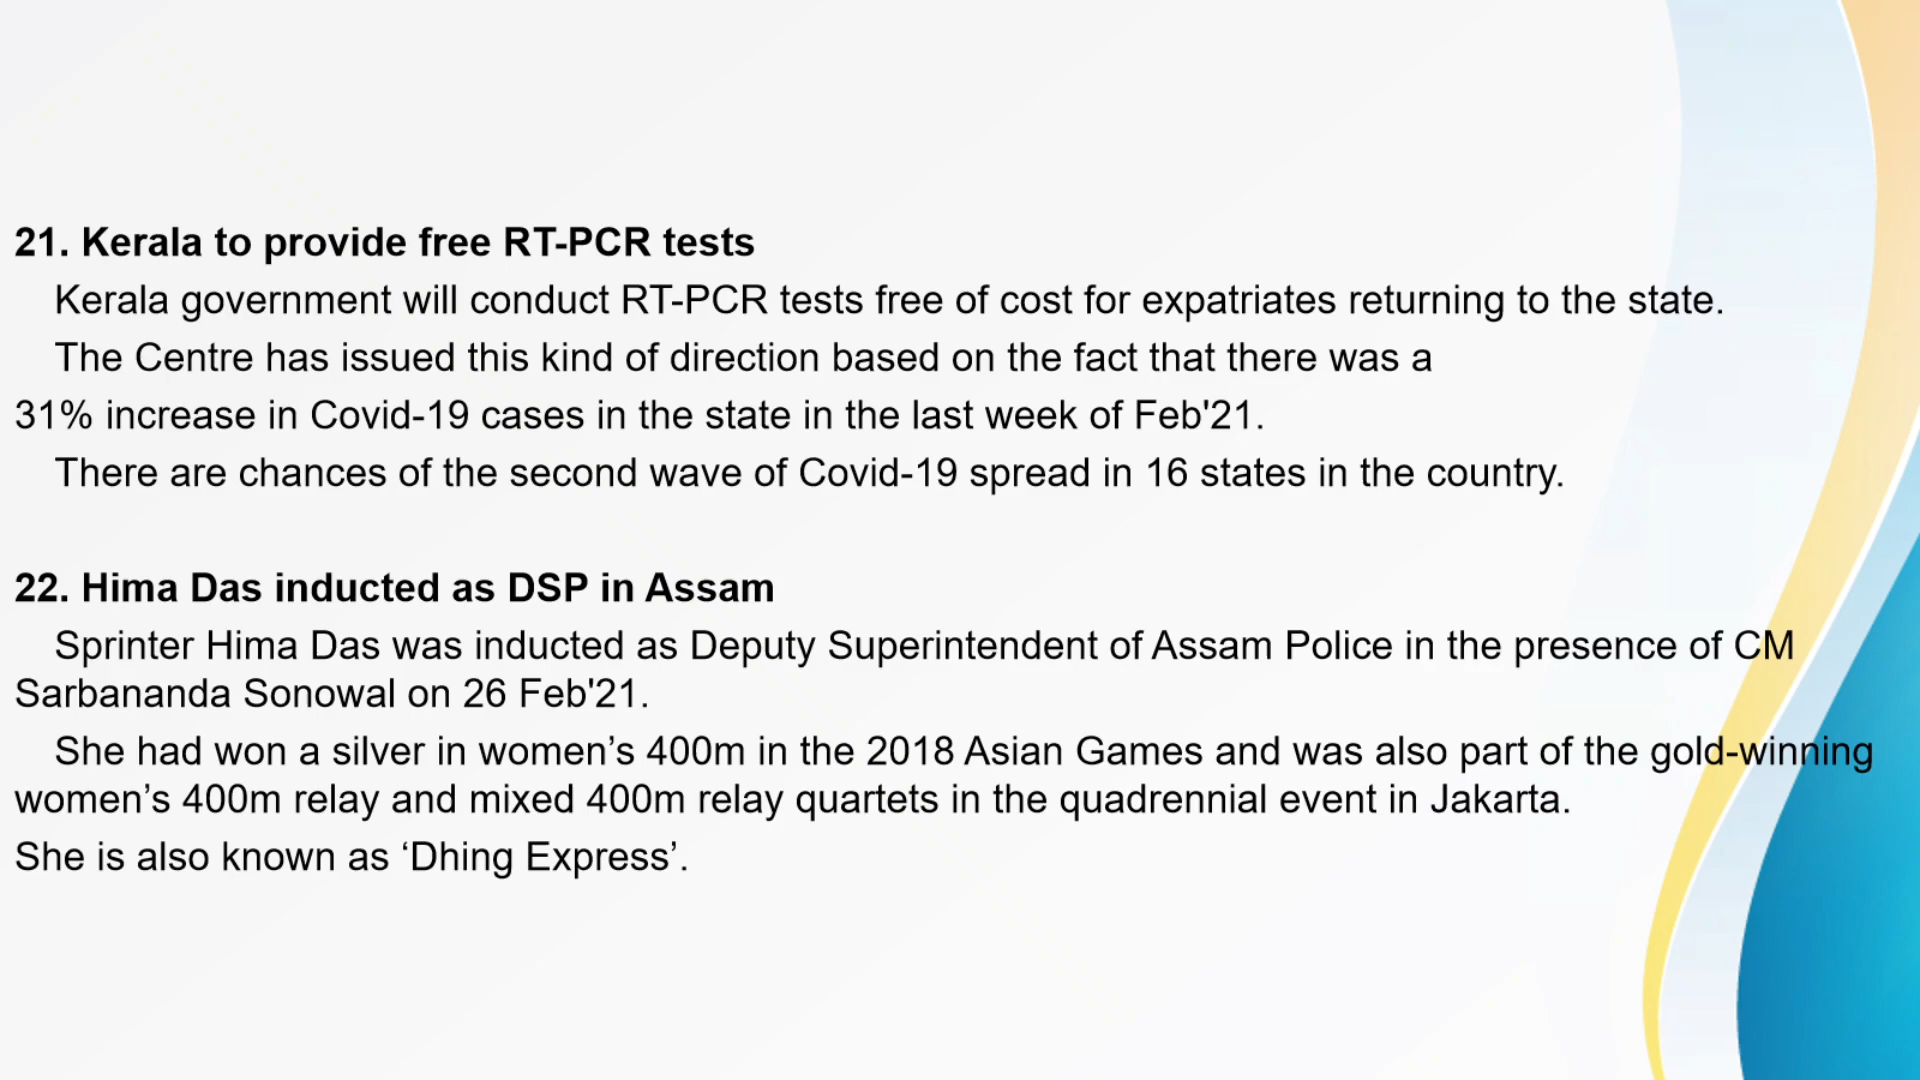 21. Kerala to provide free RT-PCR tests
Kerala government will conduct RT-PCR tests free of cost for expatriates returning to the state.
The Centre has issued this kind of direction based on the fact that there was a
31% increase in Covid-19 cases in the state in the last week of Feb'21.
There are chances of the second wave of Covid-19 spread in 16 states in the country.
22. Hima Das inducted as DSP in Assam
Sprinter Hima Das was inducted as Deputy Superintendent of Assam Police in the presence of CM
Sarbananda Sonowal on 26 Feb'21.
She had won a silver in women’s 400m in the 2018 Asian Games and was also part of the gold-winning
women’s 400m relay and mixed 400m relay quartets in the quadrennial event in Jakarta.
She is also known as ‘Dhing Express’.